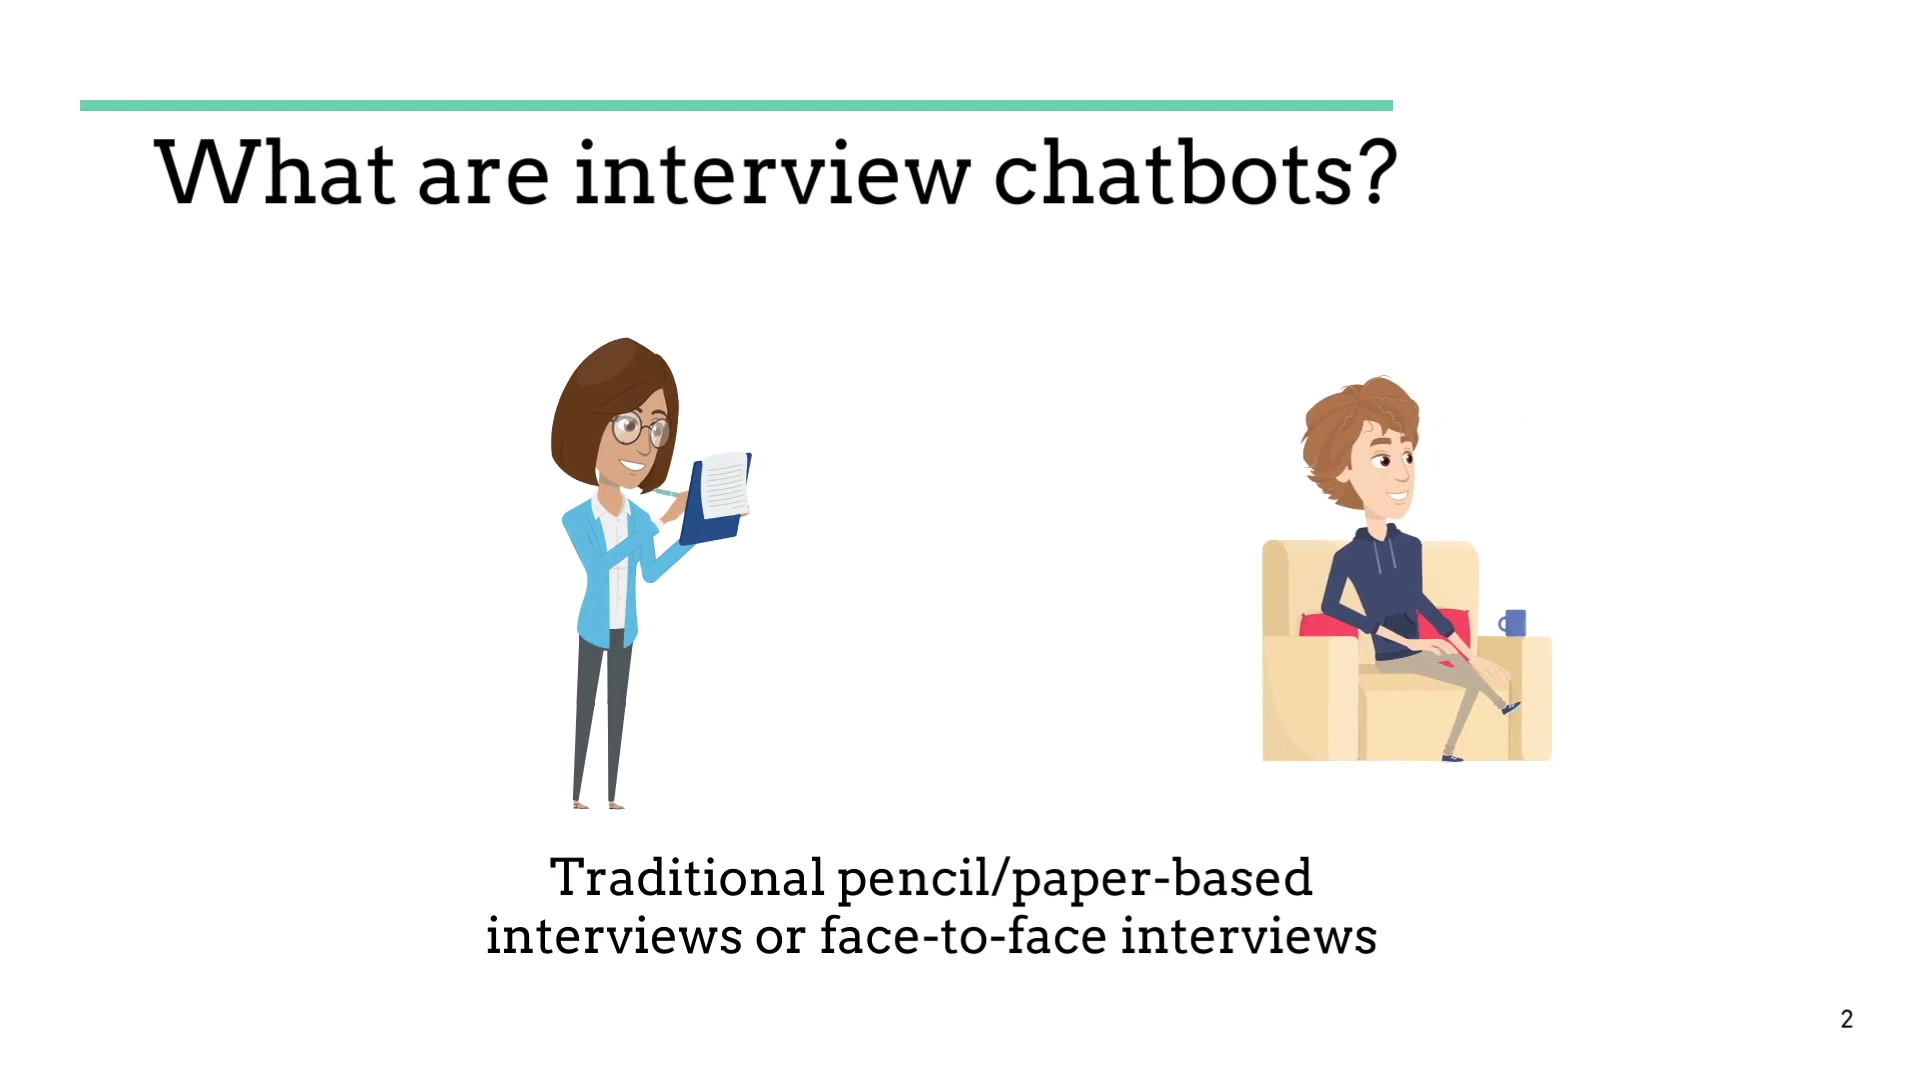 What are interview chatbots?
Traditional pencil/paper-based
interviews or face-to-face interviews
2